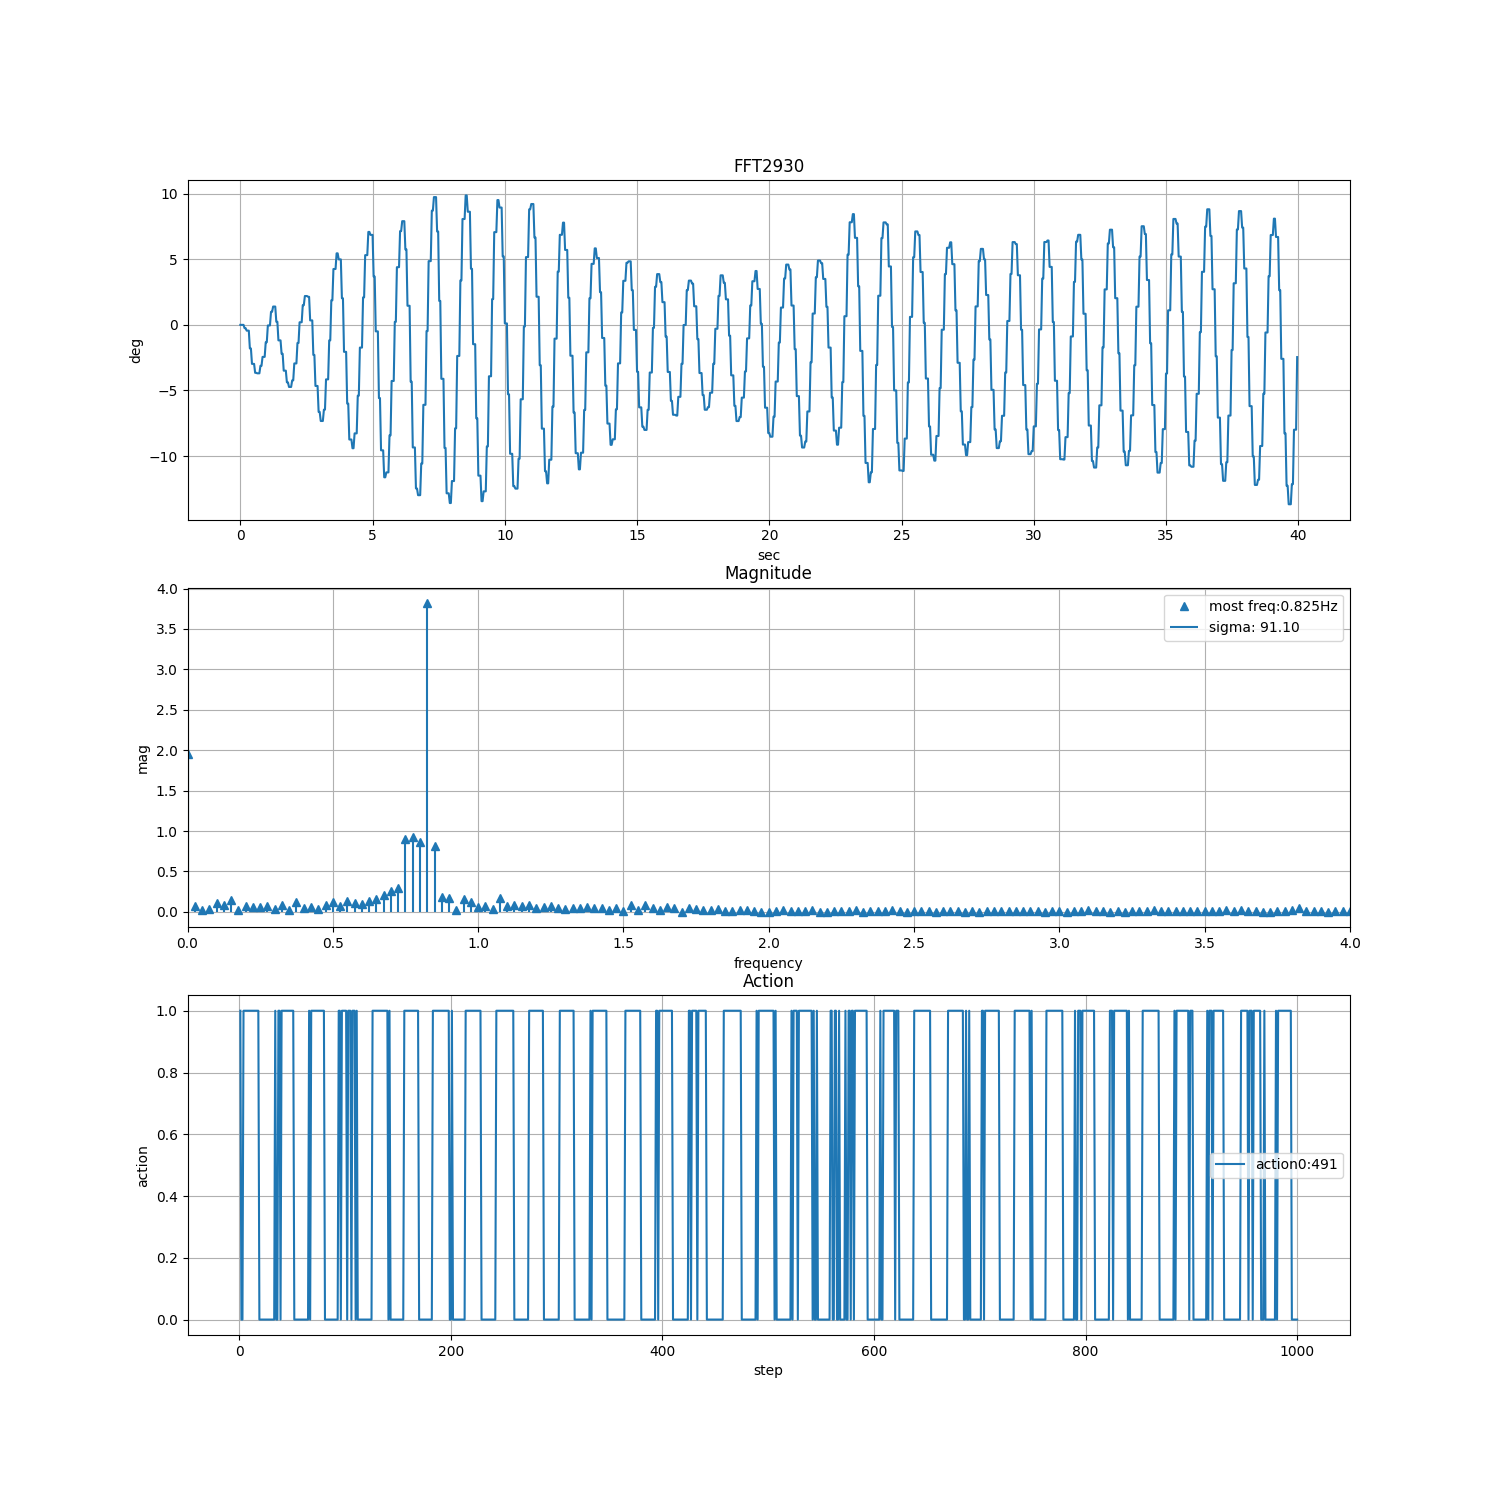 FFT2930
10
5
0
−5
−10
deg
0 5 10 15 20 25 30 35 40
sec
Magnitude
4.0
3.5
3.0
2.5
2.0
1.5
1.0
0.5
0.0
mag
most freq:0.825Hz
sigma: 91.10
0.0 0.5 1.0 1.5 2.0 2.5 3.0 3.5 4.0
frequency
Action
1.0
0.8
0.6
0.4
0.2
0.0
action
action0:491
0 200 400 600 800 1000
step